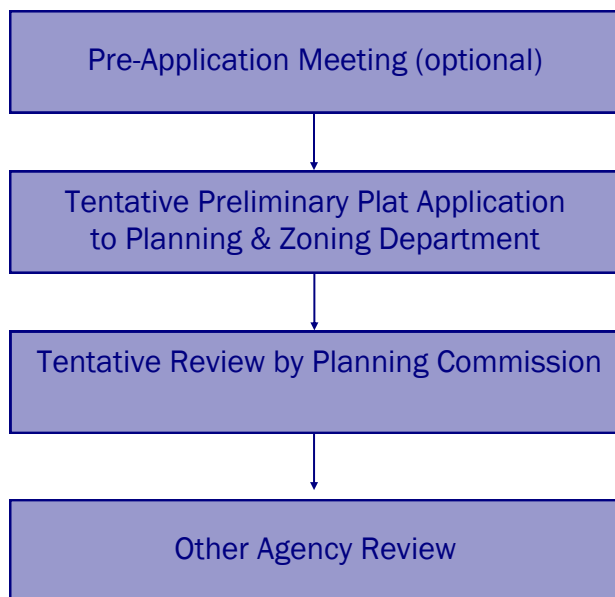 Pre-Application Meeting (optional)
Tentative Preliminary Plat Application
to Planning & Zoning Department
Tentative Review by Planning Commission
Other Agency Review